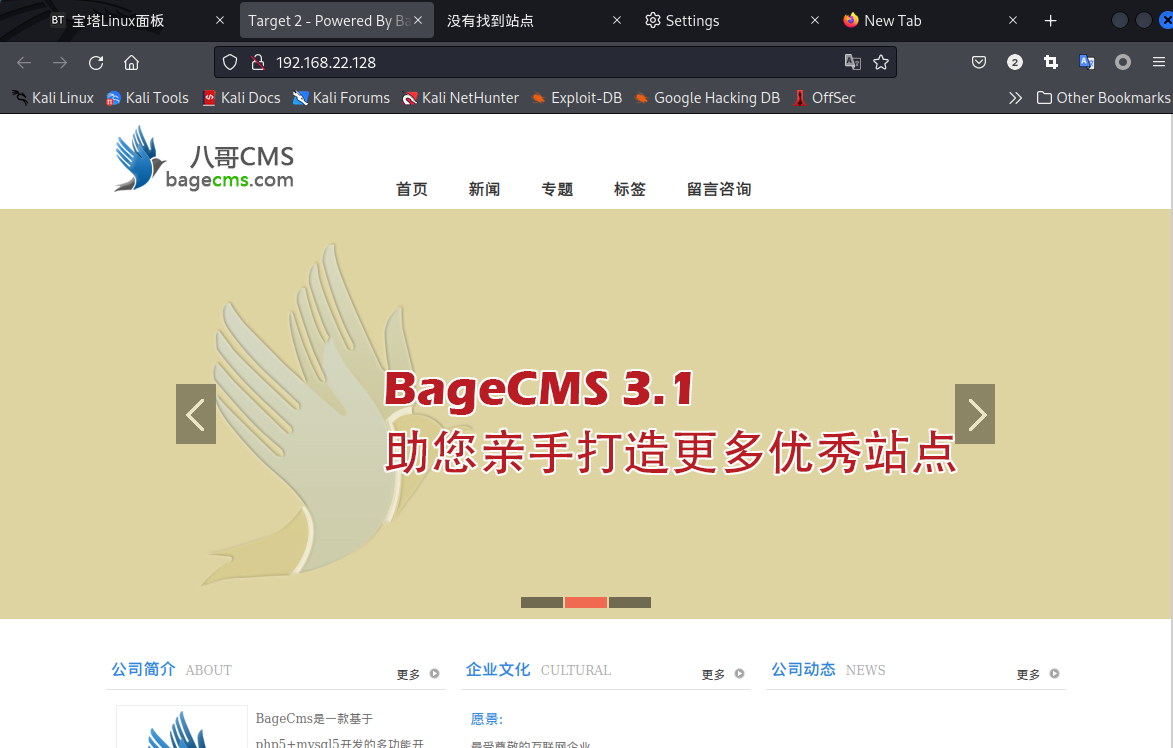 BT 宝塔Linux面板
Target 2 - Powered By Ba
没有找到站点
Settings
New Tab
192.168.22.128
2
Kali Linux
Kali Tools
Kali Docs
Kali Forums
Kali NetHunter
Exploit-DB
Google Hacking DB
OffSec
Other Bookmarks
八哥CMS
bagecms.com
首页 新闻 专题 标签 留言咨询
BageCMS 3.1
助您亲手打造更多优秀站点
公司简介 ABOUT 更多
企业文化 CULTURAL 更多
公司动态 NEWS 更多
BageCms是一款基于
php5+mysql5开发的多功能开
愿景:
最受尊敬的互联网企业